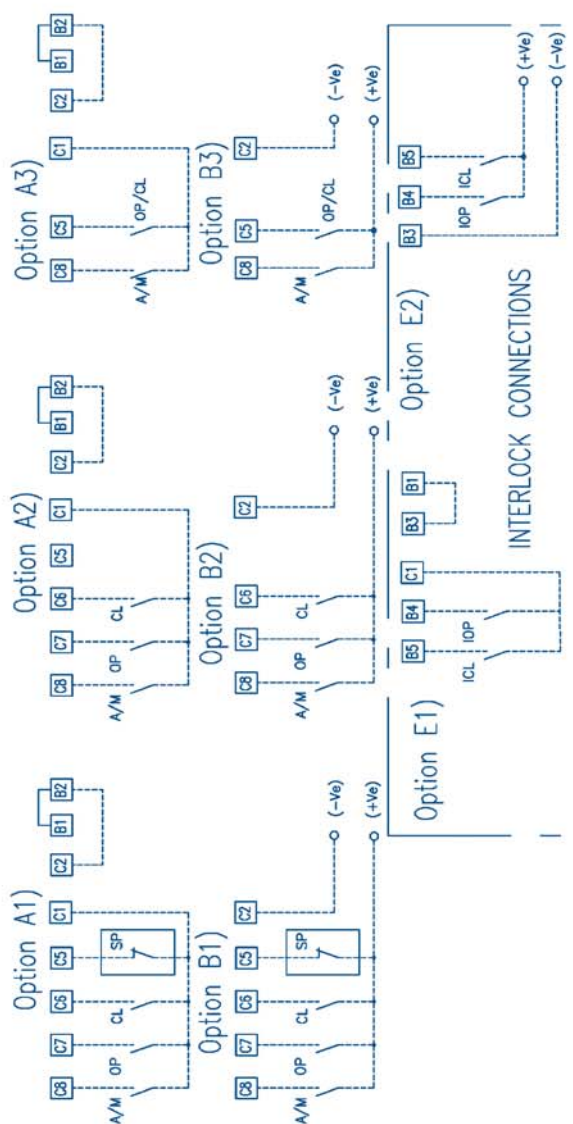 Option A1)
C8 C7 C6 C5 C1 C2 B1 B2
A/M OP CL SP
Option B1)
C8 C7 C6 C5 C2
A/M OP CL SP
(-Ve)
(+Ve)
Option A2)
C8 C7 C6 C5 C1 C2 B1 B2
A/M OP CL
Option B2)
C8 C7 C6 C2
A/M OP CL
(-Ve)
(+Ve)
Option A3)
C8 C5 C1 C2 B1 B2
A/M OP/CL
Option B3)
C8 C5 C2
A/M OP/CL
(-Ve)
(+Ve)
Option E1)
B5 B4 C1 B3 B1
ICL IOP
Option E2)
B3 B4 B5
IOP ICL
(+Ve)
(-Ve)
INTERLOCK CONNECTIONS